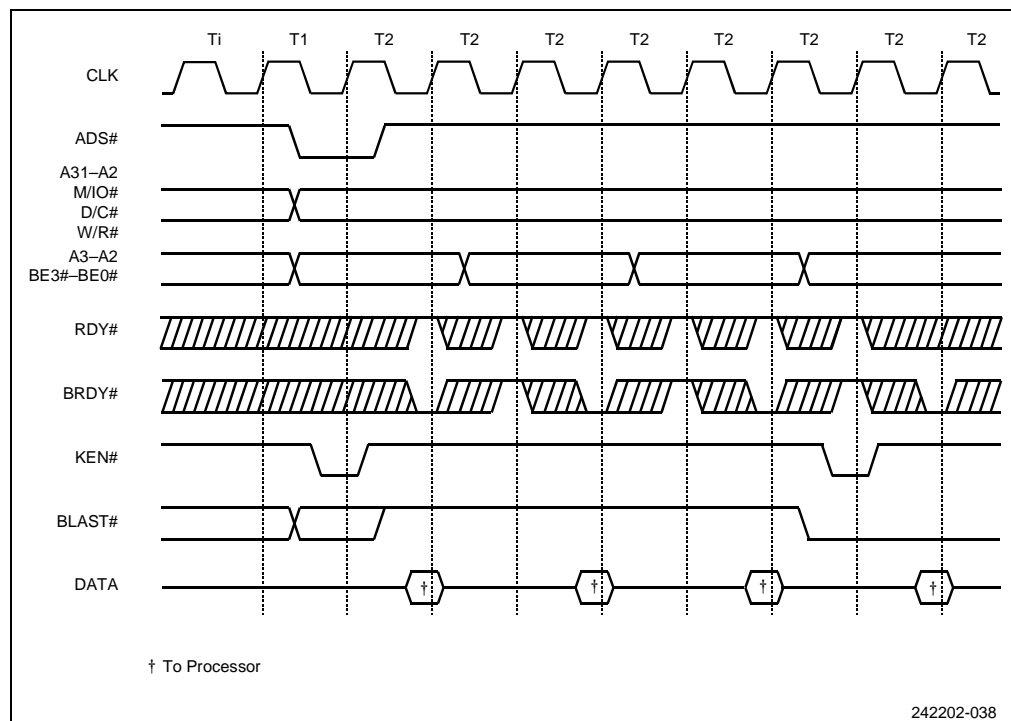 Ti T1 T2 T2 T2 T2 T2 T2 T2 T2
CLK
ADS#
A31–A2
M/IO#
D/C#
W/R#
A3–A2
BE3#–BE0#
RDY#
BRDY#
KEN#
BLAST#
DATA
† † † †
† To Processor
242202-038